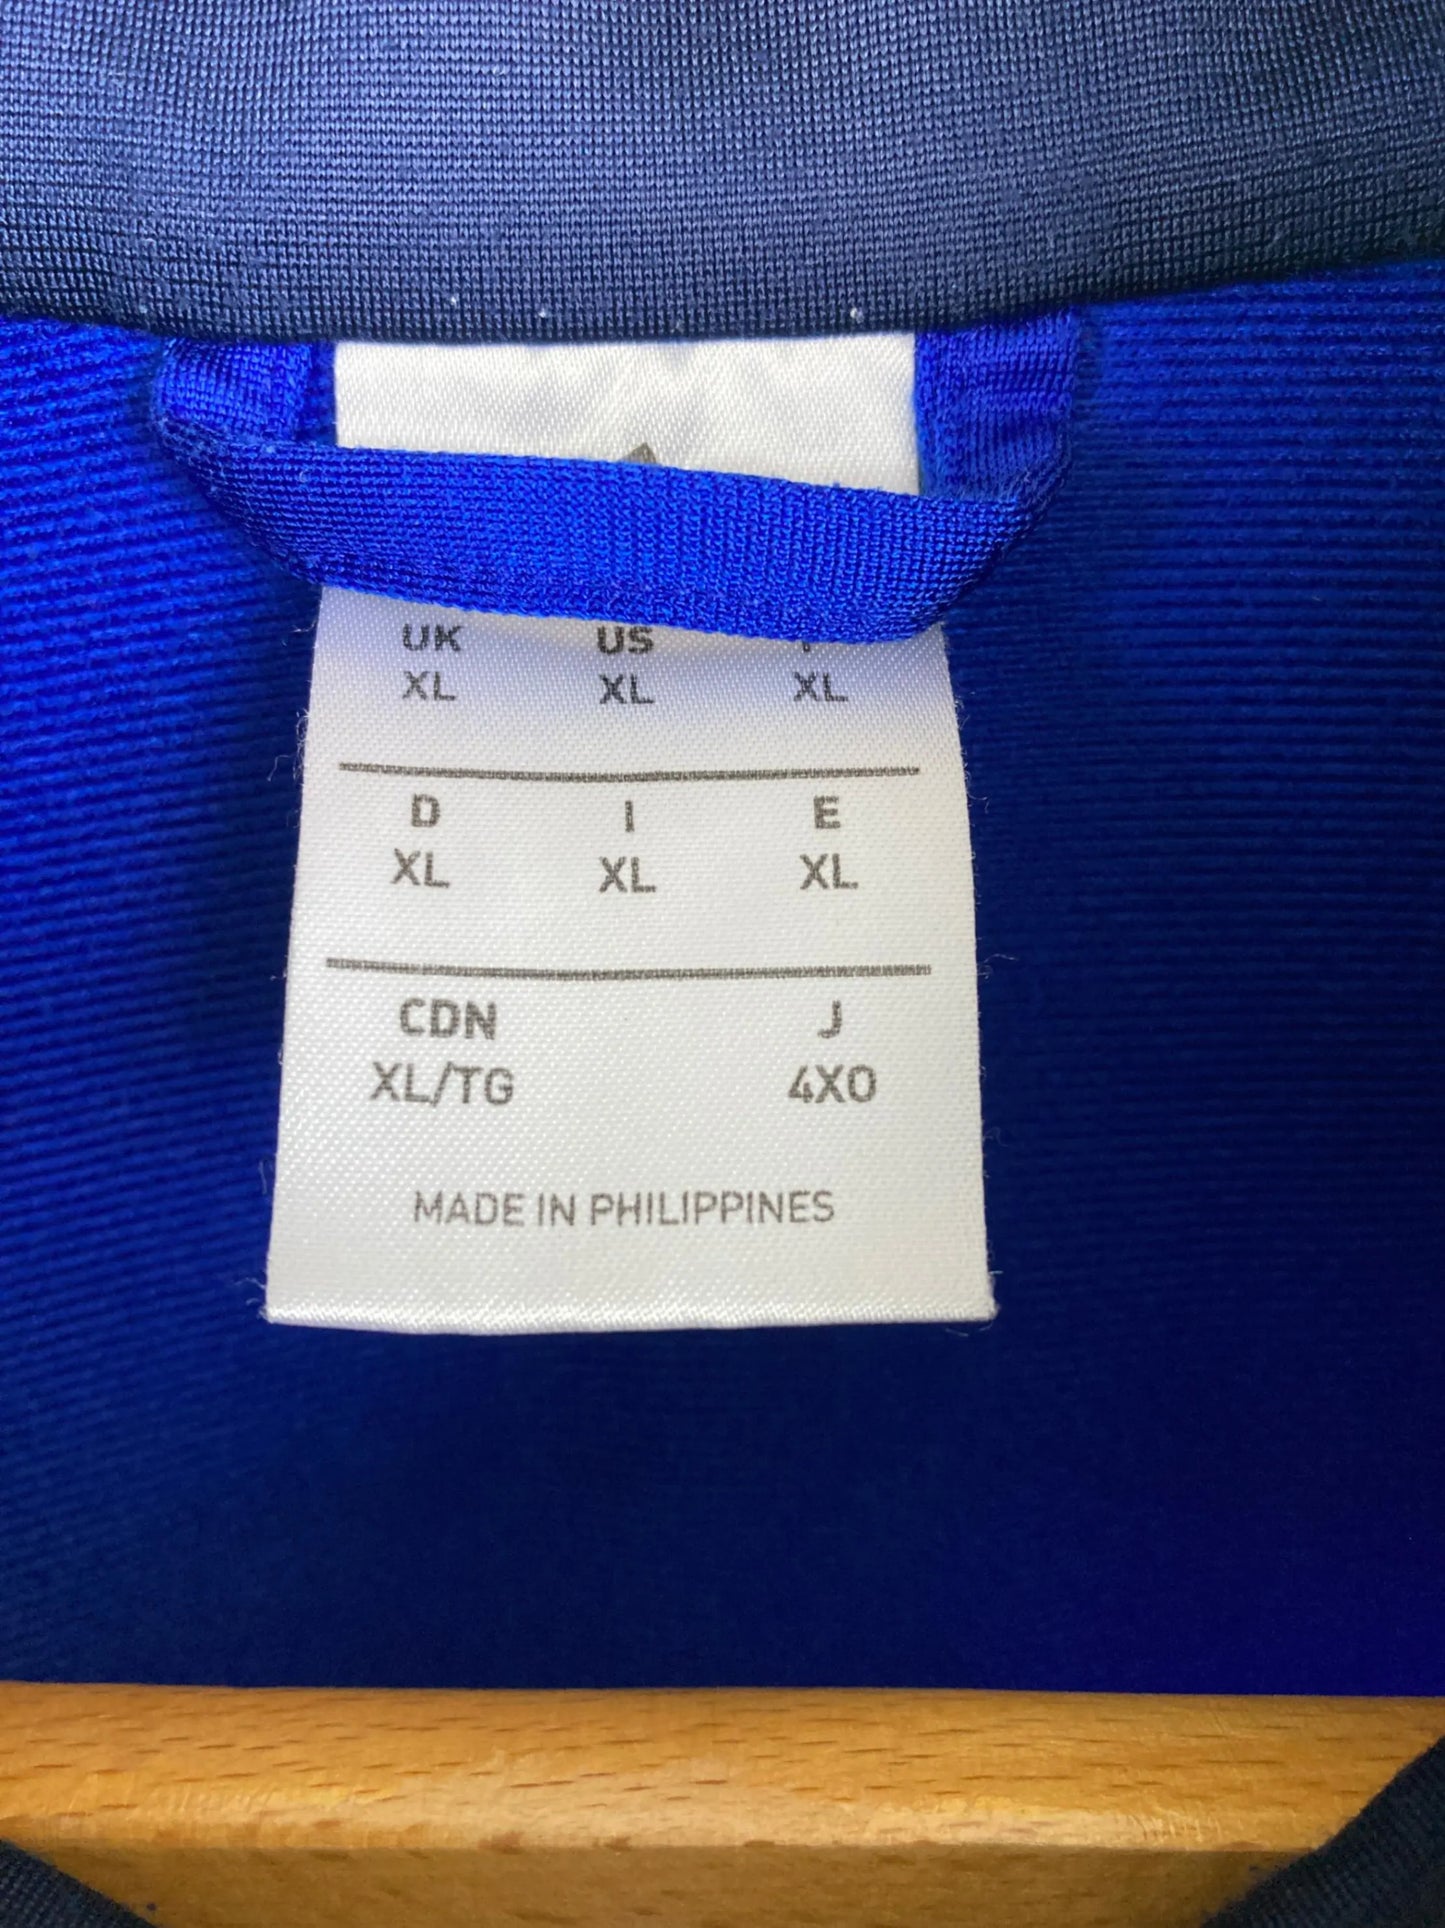 UK US
XL XL XL
D I E
XL XL XL
CDN J
XL/TG 4XO
MADE IN PHILIPPINES